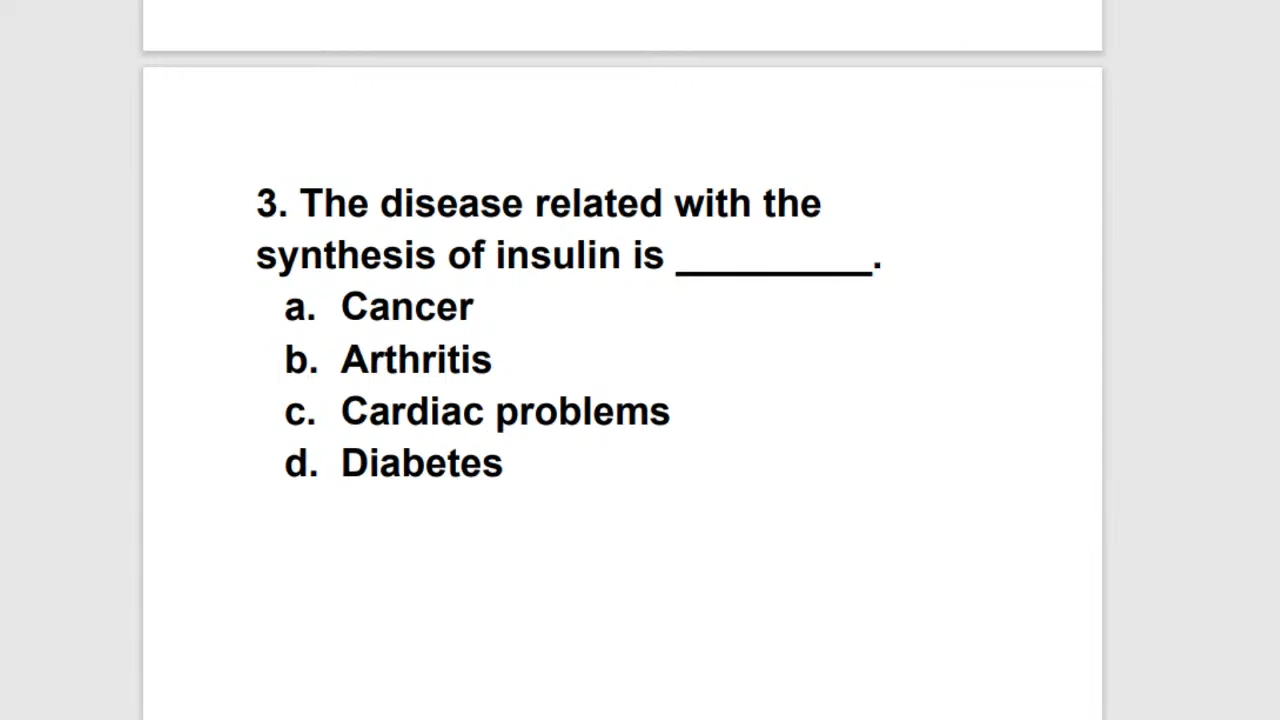 3. The disease related with the
synthesis of insulin is _________.
a. Cancer
b. Arthritis
c. Cardiac problems
d. Diabetes